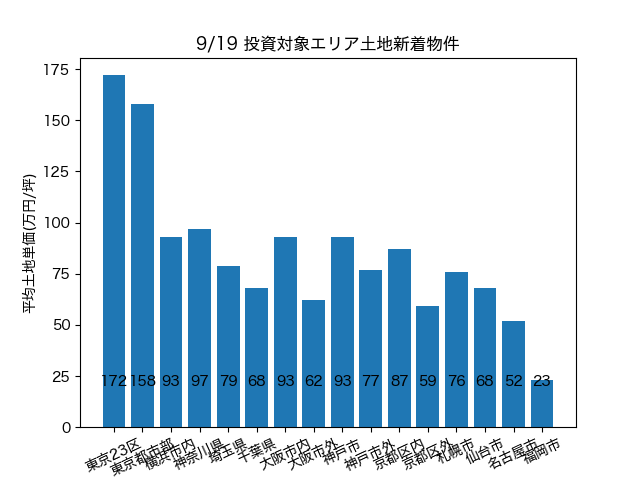 9/19 投資対象エリア土地新着物件
平均土地単価(万円/坪)
175
150
125
100
75
50
25
0
172 158 93 97 79 68 93 62 93 77 87 59 76 68 52 23
東京23区
東京都市部
横浜市内
神奈川県
埼玉県
千葉県
大阪市内
大阪市外
神戸市
神戸市外
京都区内
京都区外
札幌市
仙台市
名古屋市
福岡市